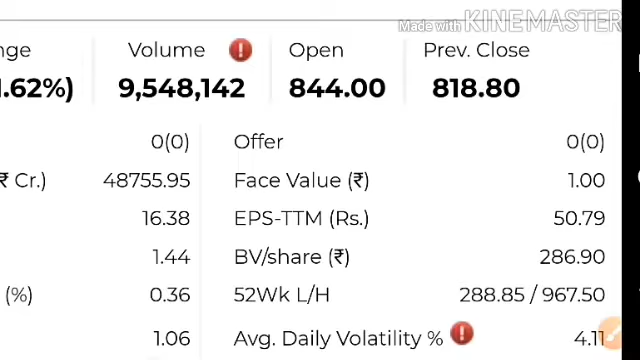 Made with KINEMASTER
nge Volume Open Prev. Close
1.62%) 9,548,142 844.00 818.80
0(0) Offer 0(0)
₹ Cr.) 48755.95 Face Value (₹) 1.00
16.38 EPS-TTM (Rs.) 50.79
1.44 BV/share (₹) 286.90
(%) 0.36 52Wk L/H 288.85 / 967.50
1.06 Avg. Daily Volatility % 4.11